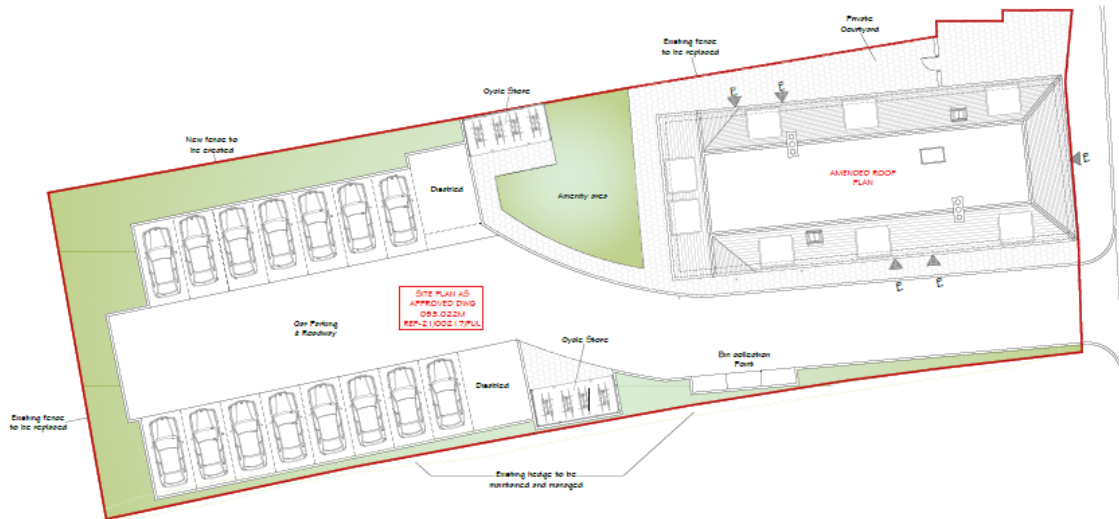 Private
Courtyard
Existing fence
to be replaced
Cycle Store
New fence to
be created
Disabled
Amenity area
AMENDED ROOF
PLAN
E
E
E
E
E
SITE PLAN AS
APPROVED DWG
093.022M
REF-21/00217/FUL
Car Parking
& Roadway
Cycle Store
Bin collection
Point
Disabled
Existing fence
to be replaced
Existing hedge to be
maintained and managed